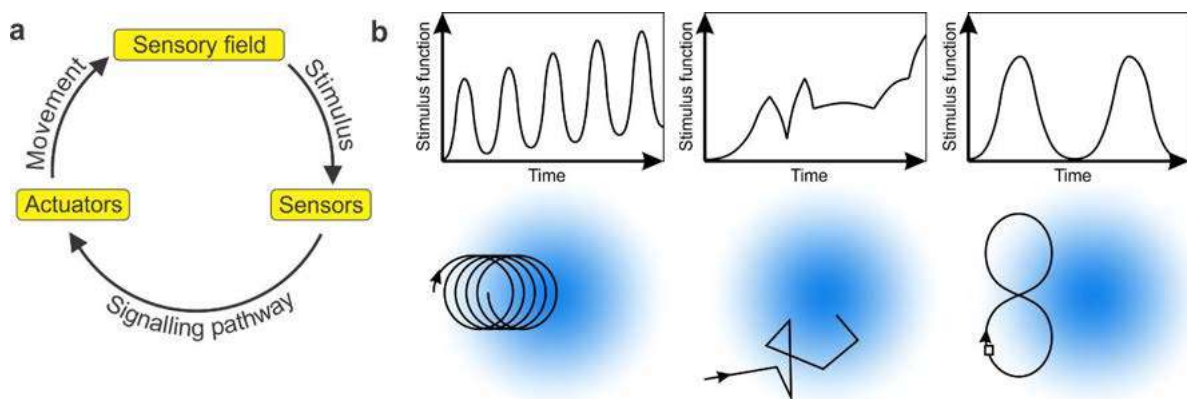 a
Sensory field
Stimulus
Sensors
Signalling pathway
Actuators
Movement
b
Stimulus function
Time
Stimulus function
Time
Stimulus function
Time